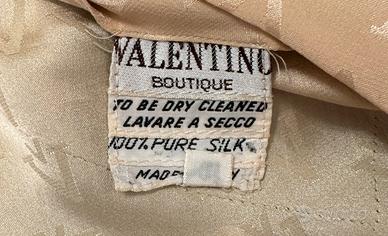 VALENTINO
BOUTIQUE
TO BE DRY CLEANED
LAVARE A SECCO
100% PURE SILK
MADE